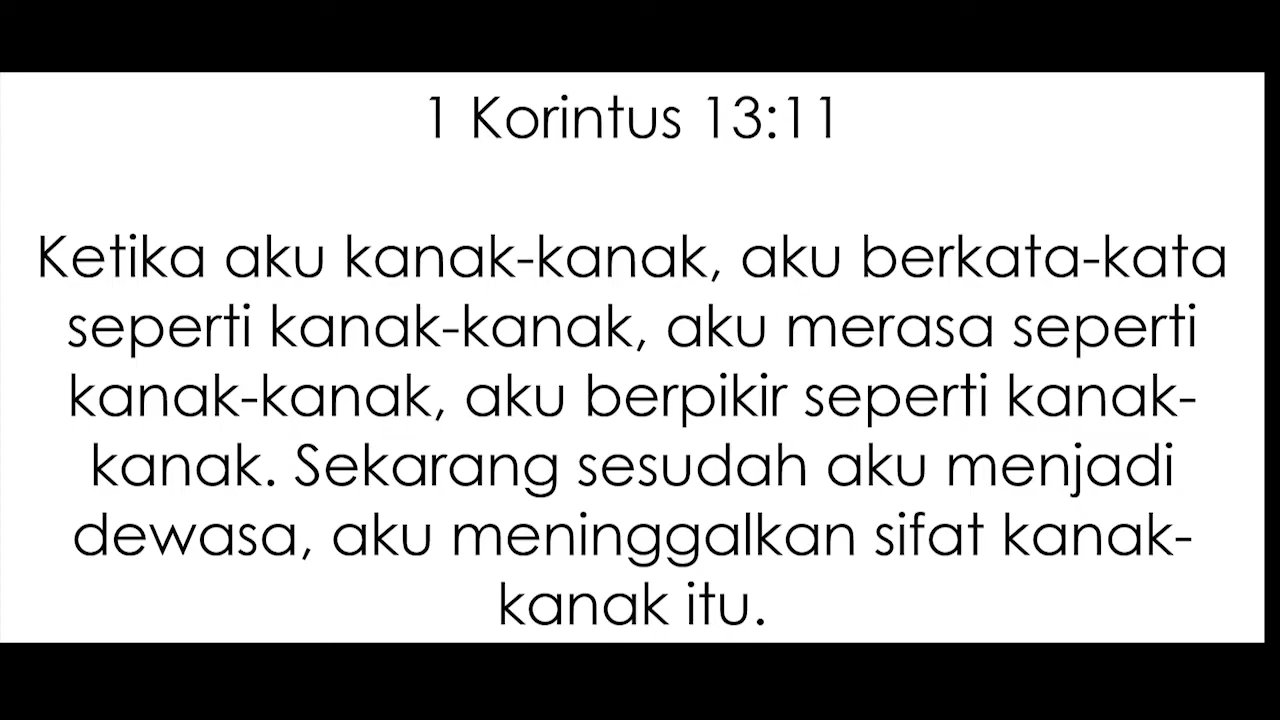 1 Korintus 13:11
Ketika aku kanak-kanak, aku berkata-kata
seperti kanak-kanak, aku merasa seperti
kanak-kanak, aku berpikir seperti kanak-
kanak. Sekarang sesudah aku menjadi
dewasa, aku meninggalkan sifat kanak-
kanak itu.